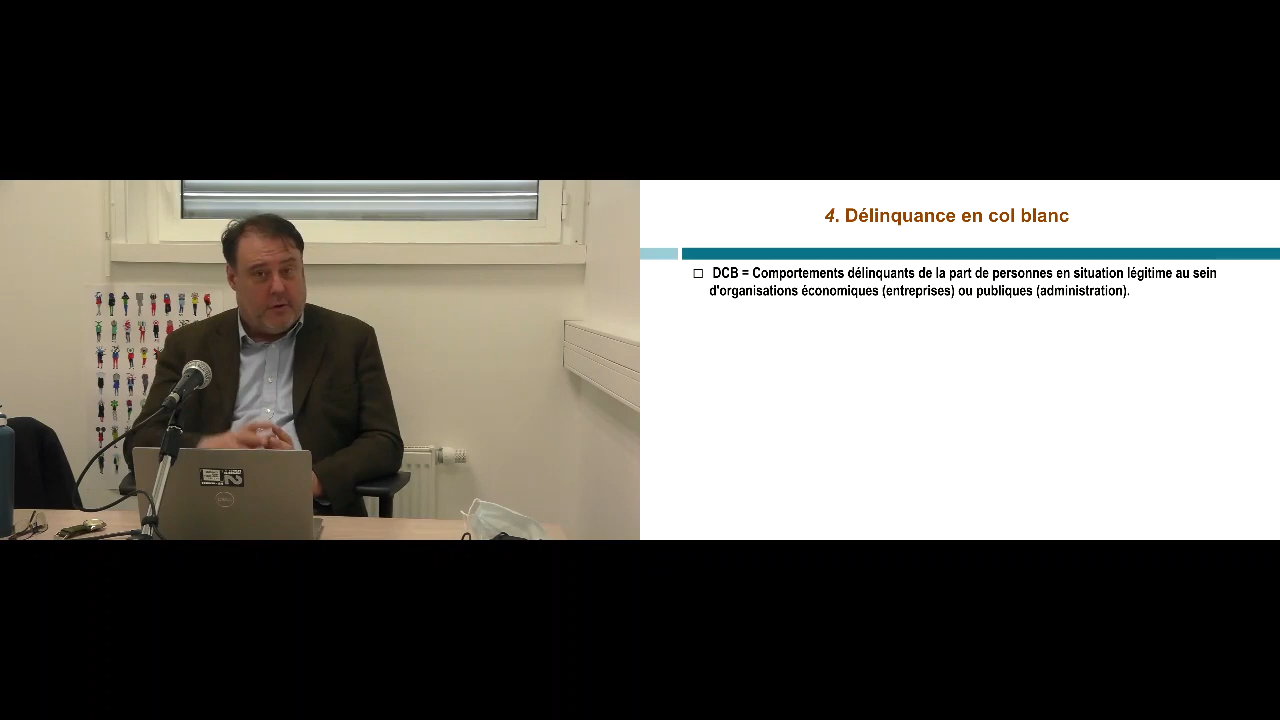 4. Délinquance en col blanc
DCB = Comportements délinquants de la part de personnes en situation légitime au sein
d'organisations économiques (entreprises) ou publiques (administration).
DELL